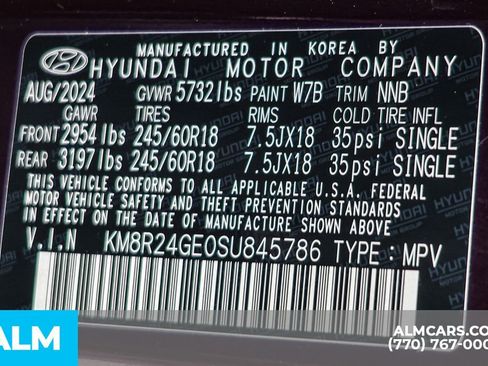 MANUFACTURED IN KOREA BY
HYUNDAI MOTOR COMPANY
AUG/2024 GVWR 5732lbs PAINT W7B TRIM NNB
GAWR TIRES RIMS COLD TIRE INFL
FRONT 2954lbs 245/60R18 7.5JX18 35psi SINGLE
REAR 3197lbs 245/60R18 7.5JX18 35psi SINGLE
THIS VEHICLE CONFORMS TO ALL APPLICABLE U.S.A. FEDERAL
MOTOR VEHICLE SAFETY AND THEFT PREVENTION STANDARDS
IN EFFECT ON THE DATE OF MANUFACTURE SHOWN ABOVE.
V.I.N KM8R24GE0SU845786 TYPE: MPV
ALM
ALMCARS.CO
(770) 767-000